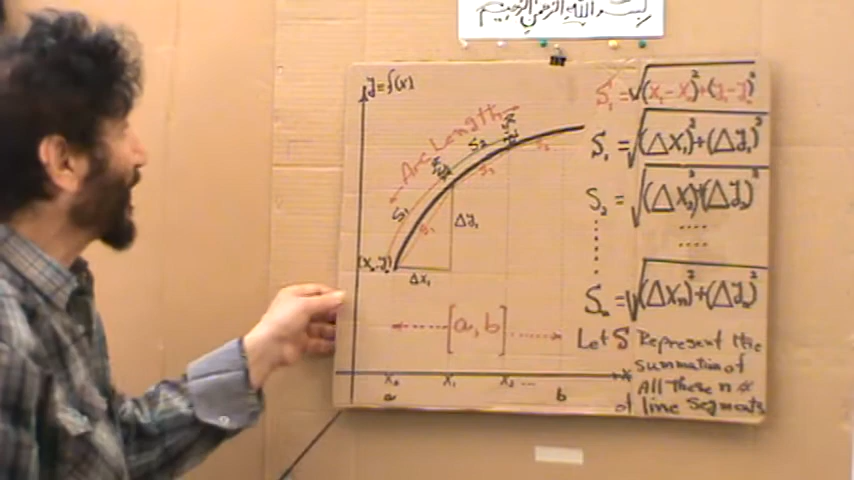 بسم الله الرحمن الرحيم
y = f(x)
Arc Length
S₂
S₁
Δy₁
Δx₁
[a, b]
x₀ x₁ x₂ ... x
a b
S₁ = √(x₁-x₀)²+(y₁-y₀)²
S₁ = √(Δx₁)²+(Δy₁)²
S₂ = √(Δx₂)²+(Δy₂)²
Sₙ = √(Δxₙ)²+(Δyₙ)²
Let S Represent the
summation of
All these n #
of line Segments